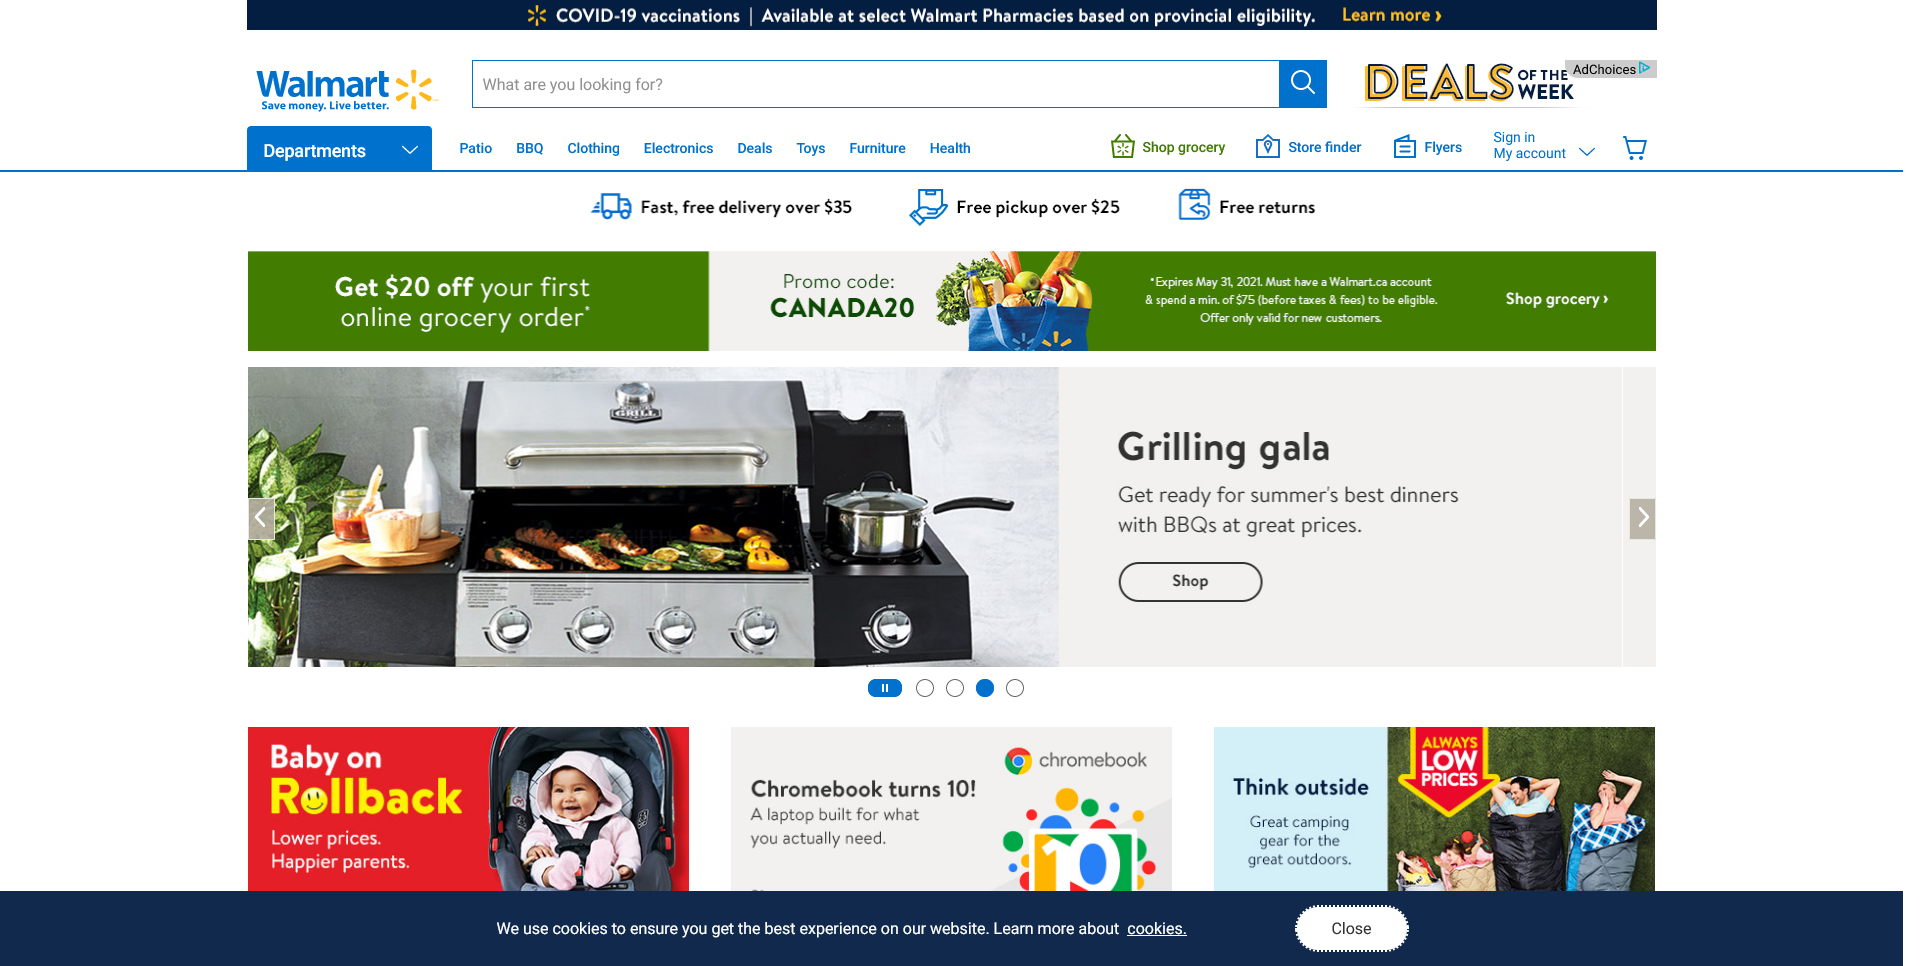 COVID-19 vaccinations | Available at select Walmart Pharmacies based on provincial eligibility. Learn more ›
Walmart
Save money. Live better.
What are you looking for?
DEALS OF THE WEEK
AdChoices
Departments
Patio BBQ Clothing Electronics Deals Toys Furniture Health
Shop grocery
Store finder
Flyers
Sign in
My account
Fast, free delivery over $35
Free pickup over $25
Free returns
Get $20 off your first
online grocery order*
Promo code:
CANADA20
*Expires May 31, 2021. Must have a Walmart.ca account
& spend a min. of $75 (before taxes & fees) to be eligible.
Offer only valid for new customers.
Shop grocery ›
GRILL
Grilling gala
Get ready for summer's best dinners
with BBQs at great prices.
Shop
Baby on
Rollback
Lower prices.
Happier parents.
chromebook
Chromebook turns 10!
A laptop built for what
you actually need.
10
Think outside
Great camping
gear for the
great outdoors.
ALWAYS
LOW
PRICES
We use cookies to ensure you get the best experience on our website. Learn more about cookies.
Close